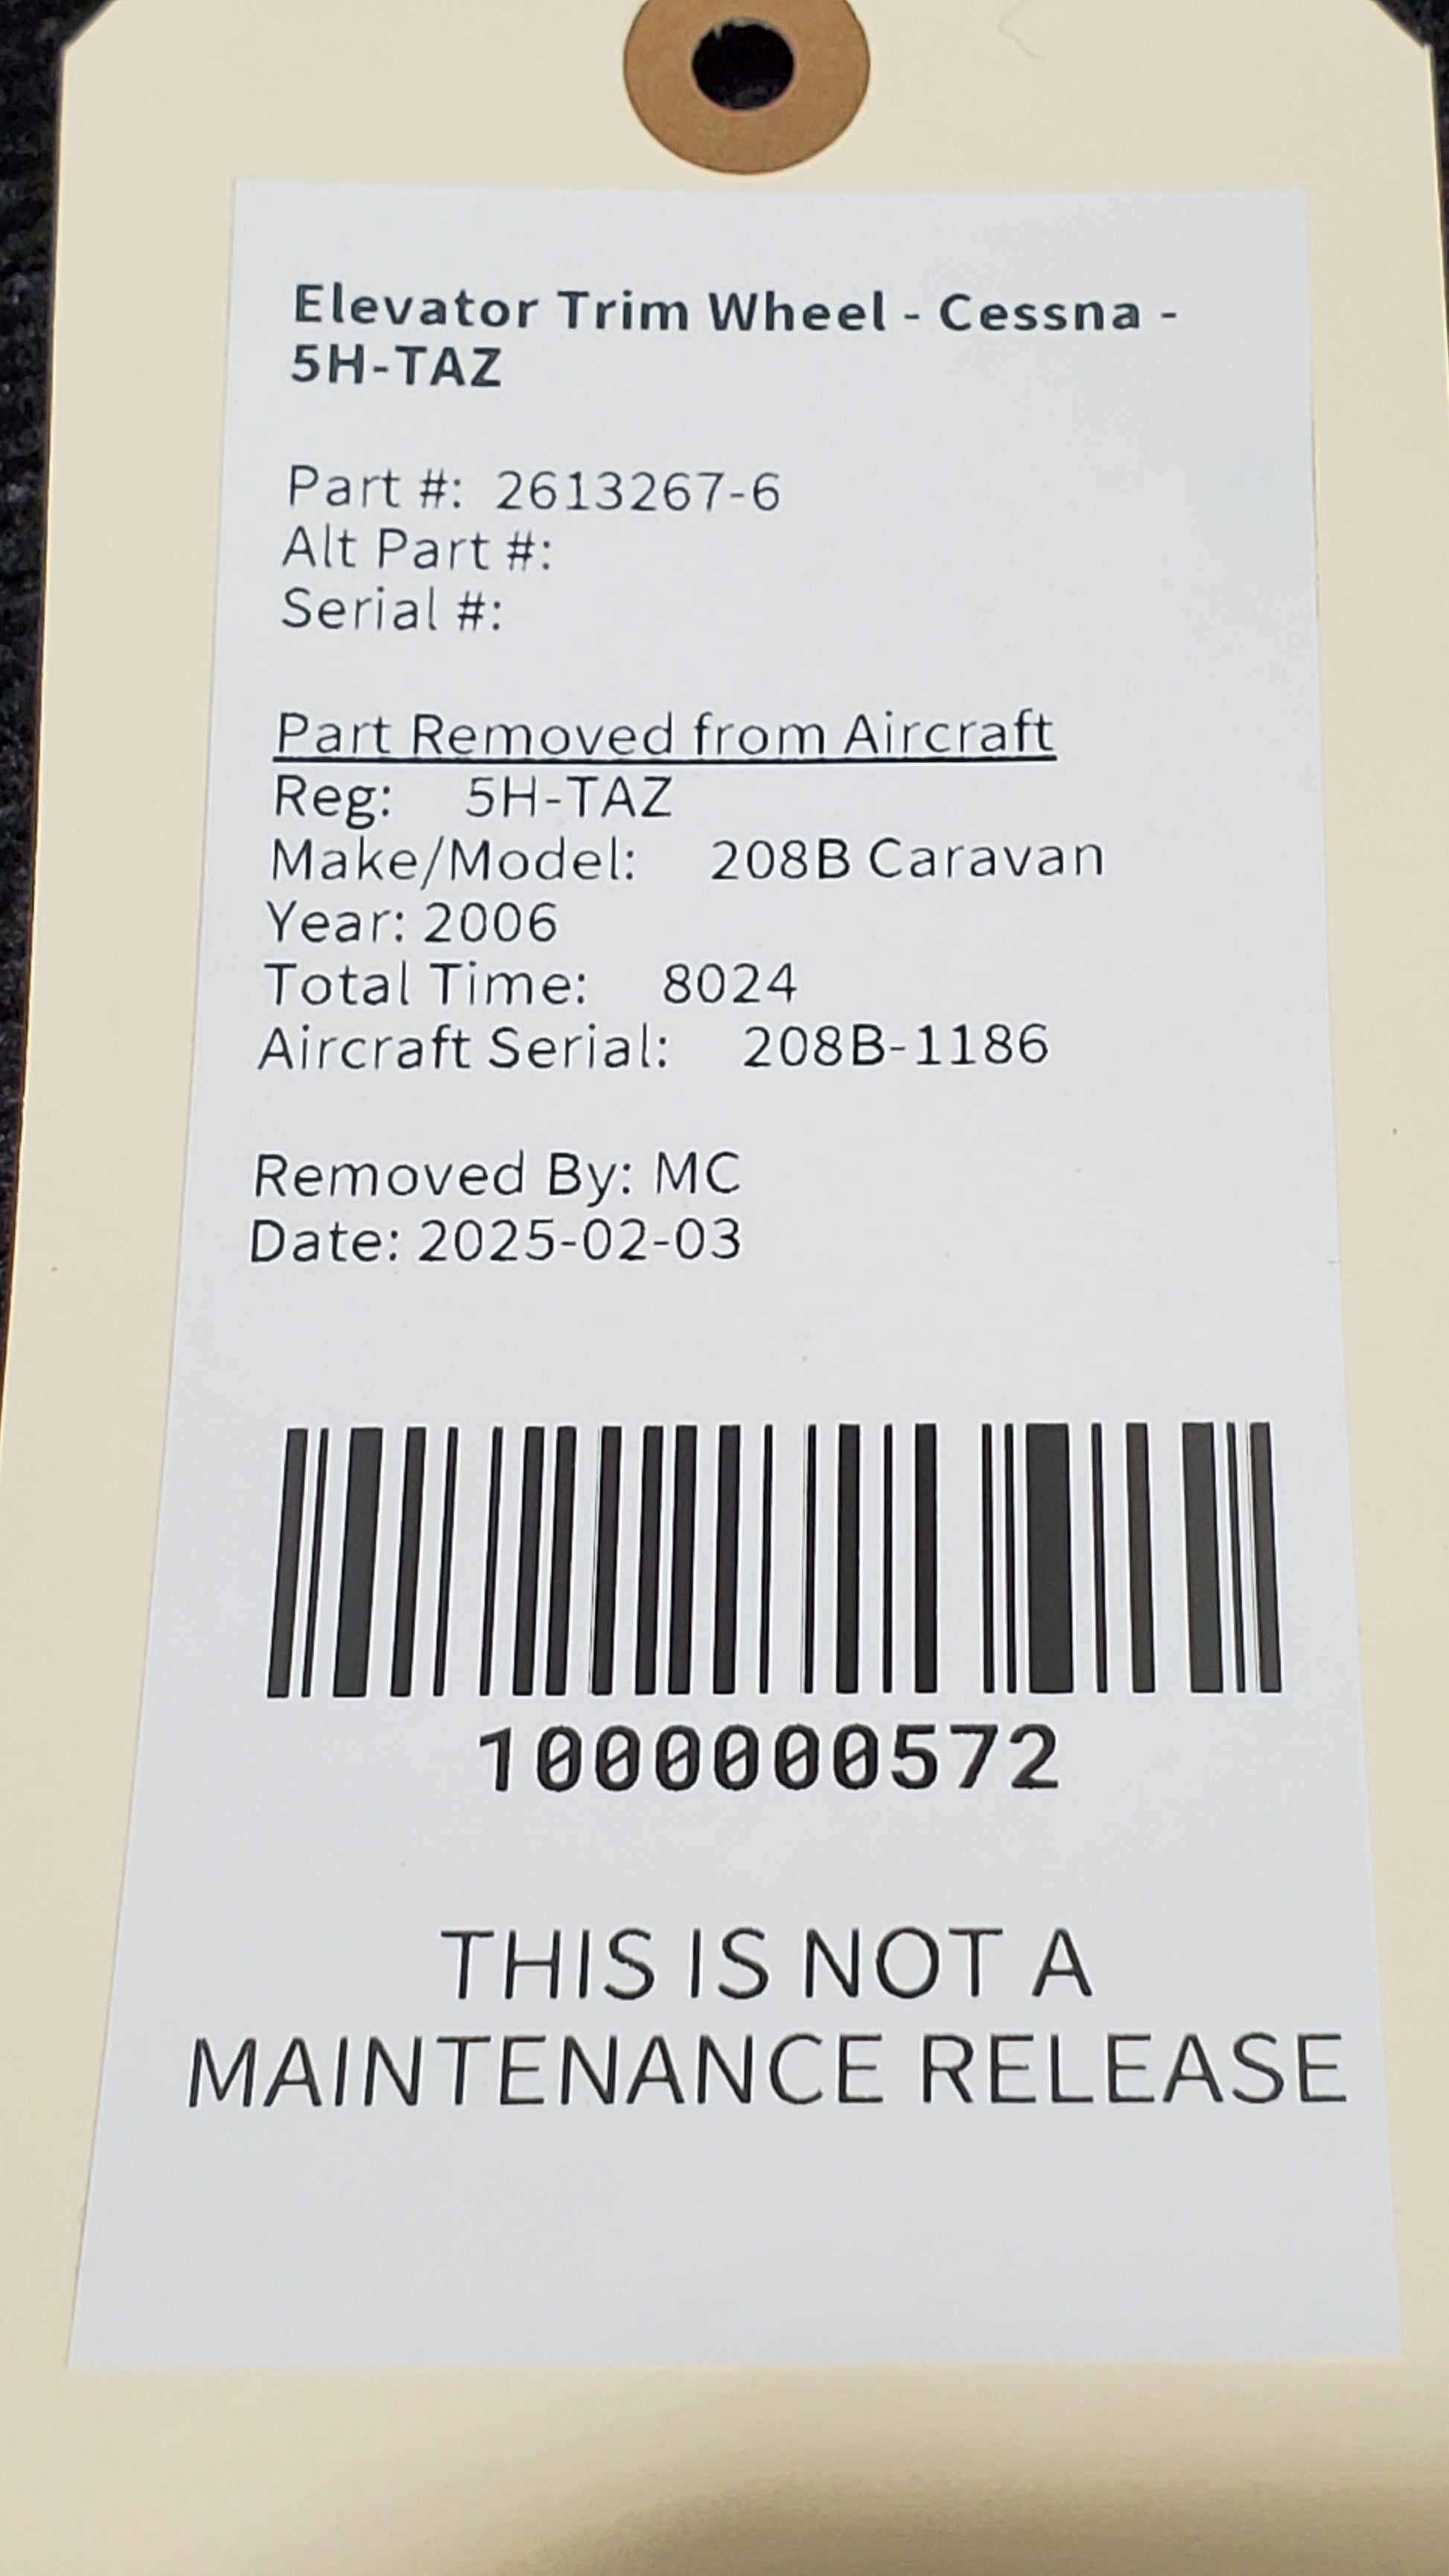 Elevator Trim Wheel - Cessna -
5H-TAZ
Part #: 2613267-6
Alt Part #:
Serial #:
Part Removed from Aircraft
Reg: 5H-TAZ
Make/Model: 208B Caravan
Year: 2006
Total Time: 8024
Aircraft Serial: 208B-1186
Removed By: MC
Date: 2025-02-03
1000000572
THIS IS NOT A
MAINTENANCE RELEASE